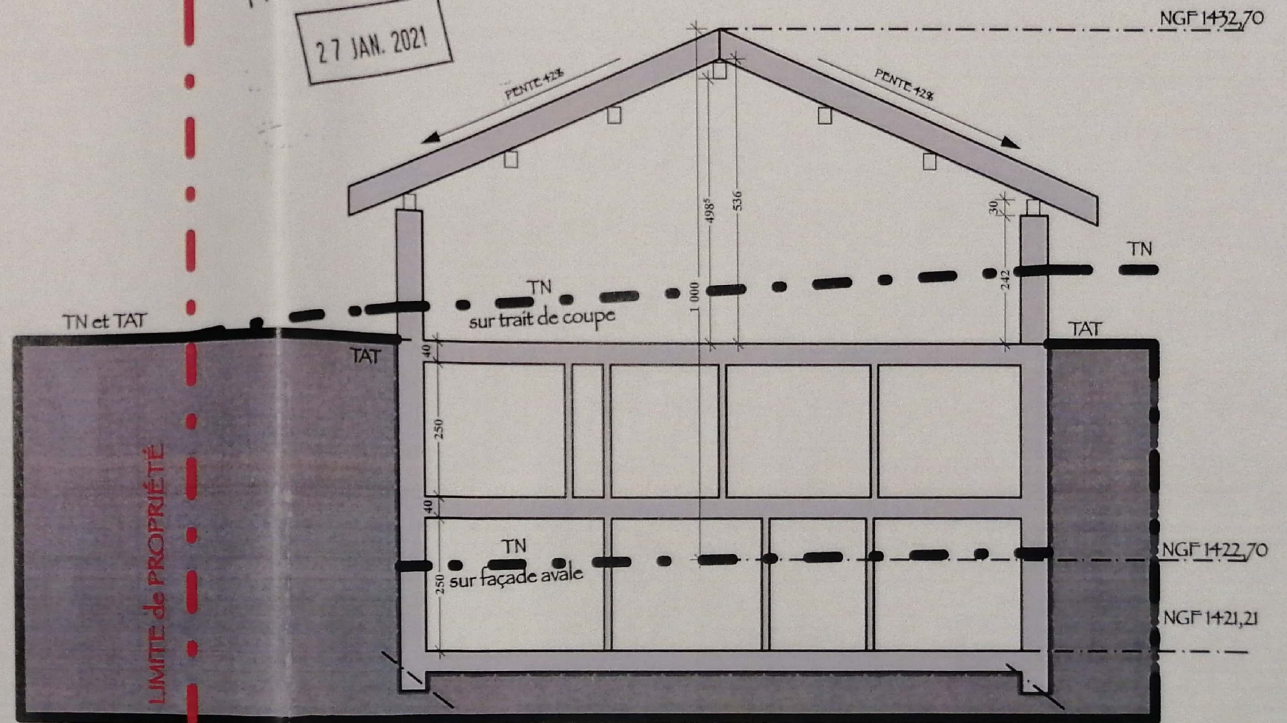 NGF 1432,70
27 JAN. 2021
PENTE 42%
PENTE 42%
498⁵
536
30
TN
242
TN
1 000
sur trait de coupe
TN et TAT
TAT
TAT
40
250
40
TN
NGF 1422,70
sur façade avale
250
NGF 1421,21
LIMITE de PROPRIÉTÉ